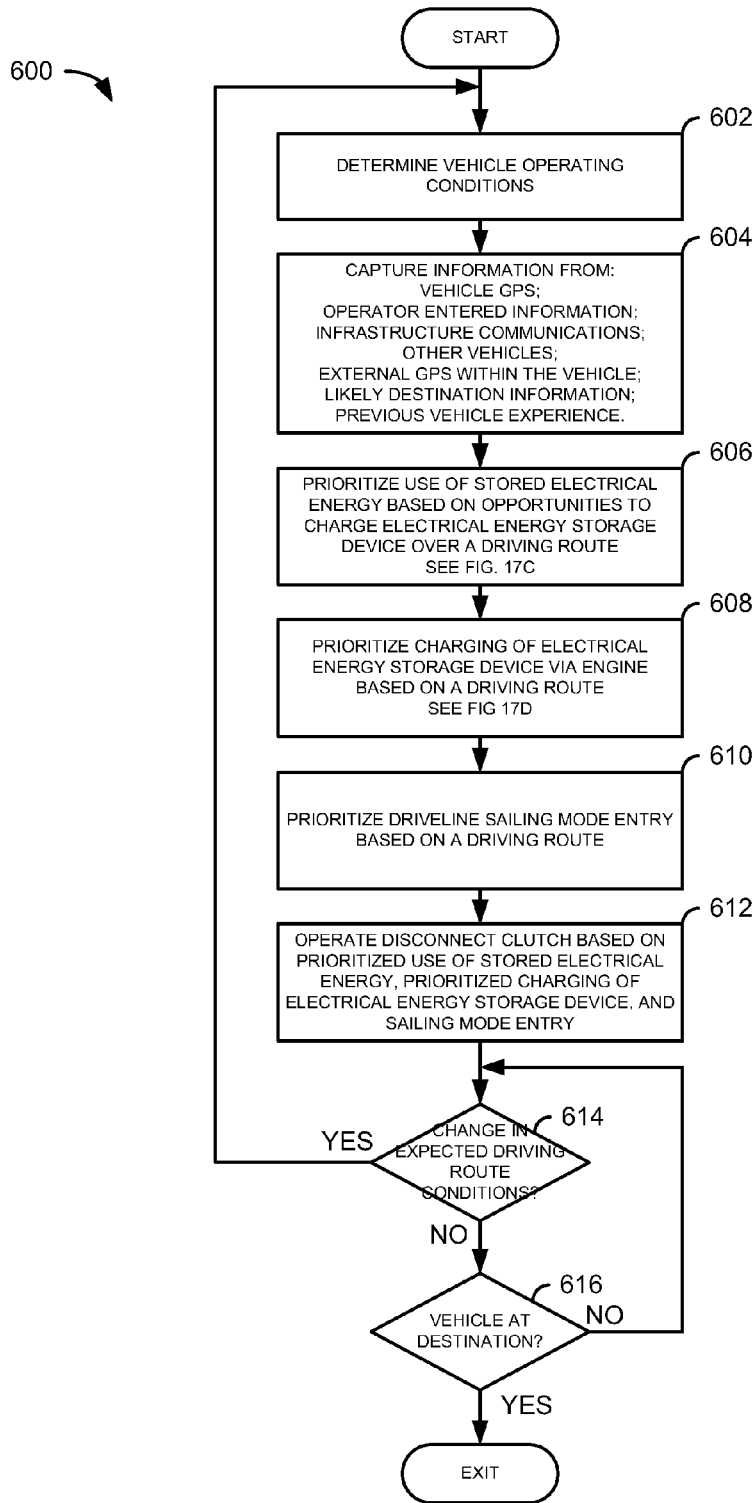 START
600
602
DETERMINE VEHICLE OPERATING
CONDITIONS
604
CAPTURE INFORMATION FROM:
VEHICLE GPS;
OPERATOR ENTERED INFORMATION;
INFRASTRUCTURE COMMUNICATIONS;
OTHER VEHICLES;
EXTERNAL GPS WITHIN THE VEHICLE;
LIKELY DESTINATION INFORMATION;
PREVIOUS VEHICLE EXPERIENCE.
606
PRIORITIZE USE OF STORED ELECTRICAL
ENERGY BASED ON OPPORTUNITIES TO
CHARGE ELECTRICAL ENERGY STORAGE
DEVICE OVER A DRIVING ROUTE
SEE FIG. 17C
608
PRIORITIZE CHARGING OF ELECTRICAL
ENERGY STORAGE DEVICE VIA ENGINE
BASED ON A DRIVING ROUTE
SEE FIG 17D
610
PRIORITIZE DRIVELINE SAILING MODE ENTRY
BASED ON A DRIVING ROUTE
612
OPERATE DISCONNECT CLUTCH BASED ON
PRIORITIZED USE OF STORED ELECTRICAL
ENERGY, PRIORITIZED CHARGING OF
ELECTRICAL ENERGY STORAGE DEVICE, AND
SAILING MODE ENTRY
614
YES
CHANGE IN
EXPECTED DRIVING
ROUTE
CONDITIONS?
NO
616
VEHICLE AT
DESTINATION?
NO
YES
EXIT